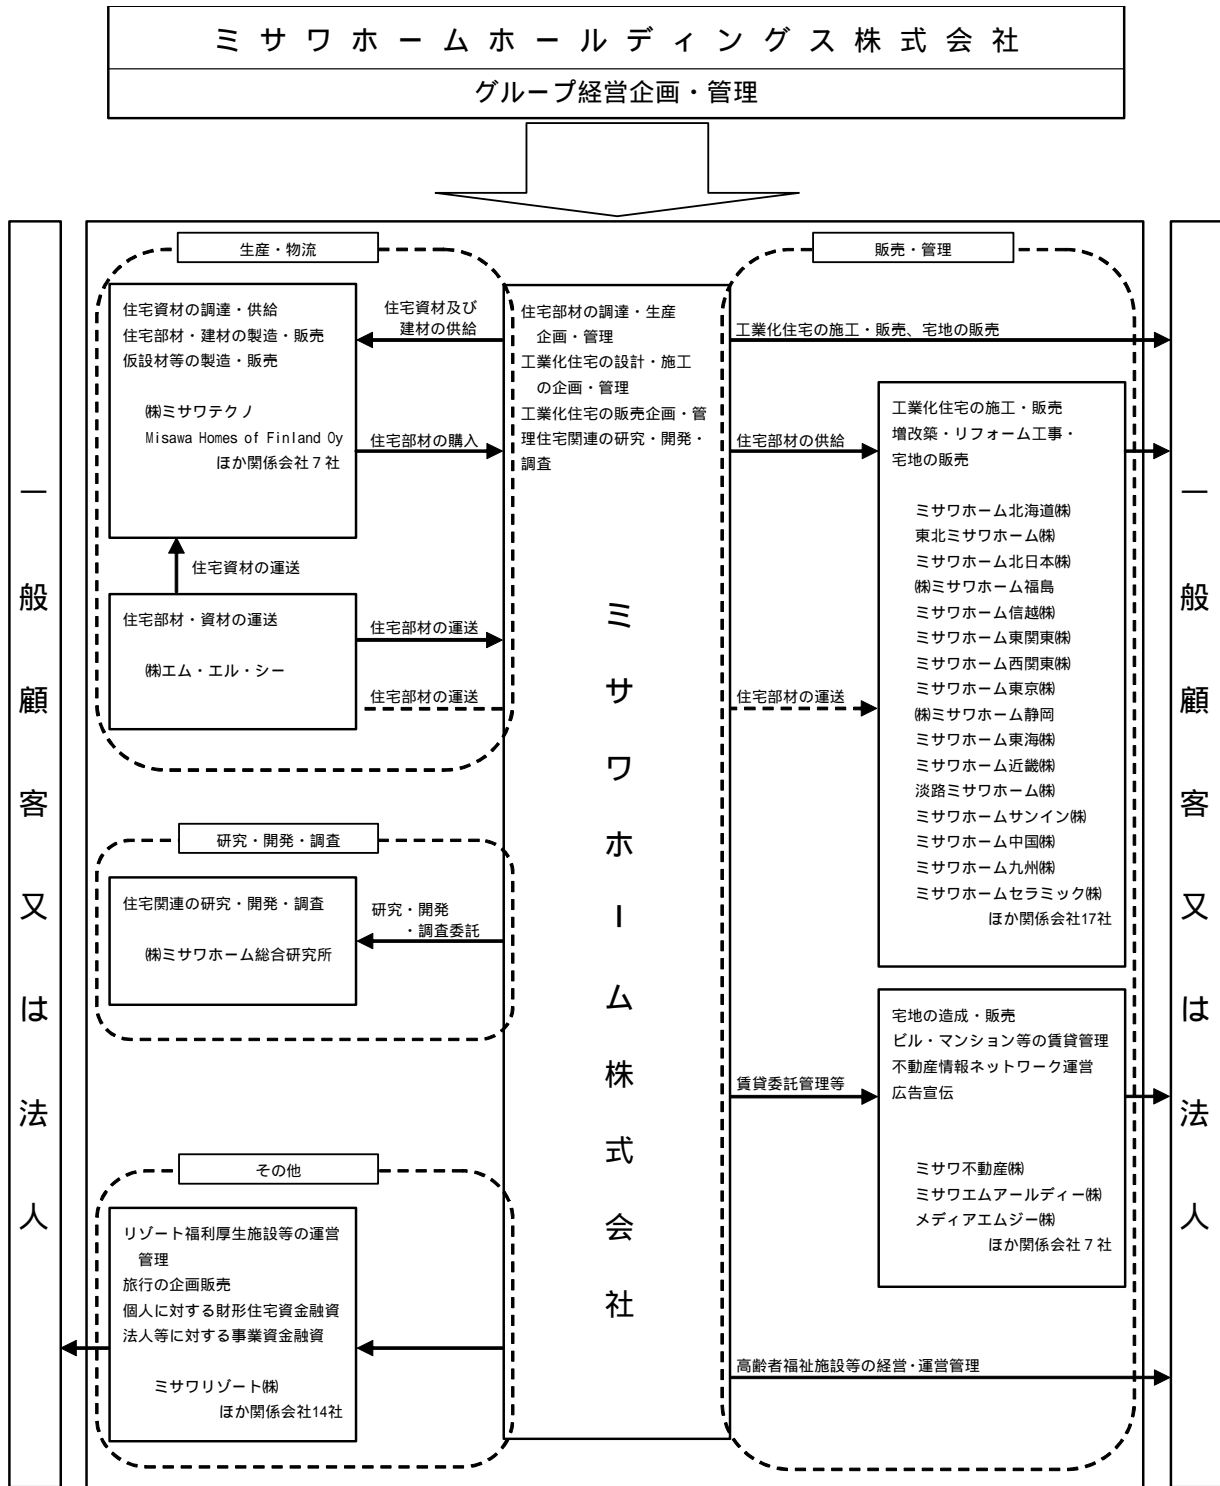 ミサワホームホールディングス株式会社
グループ経営企画・管理
一般顧客又は法人
生産・物流
住宅資材の調達・供給
住宅部材・建材の製造・販売
仮設材等の製造・販売
㈱ミサワテクノ
Misawa Homes of Finland Oy
ほか関係会社７社
住宅資材及び
建材の供給
住宅部材の購入
住宅資材の運送
住宅部材・資材の運送
㈱エム・エル・シー
住宅部材の運送
住宅部材の運送
研究・開発・調査
住宅関連の研究・開発・調査
㈱ミサワホーム総合研究所
研究・開発
・調査委託
その他
リゾート福利厚生施設等の運営
管理
旅行の企画販売
個人に対する財形住宅資金融資
法人等に対する事業資金融資
ミサワリゾート㈱
ほか関係会社14社
住宅部材の調達・生産
企画・管理
工業化住宅の設計・施工
の企画・管理
工業化住宅の販売企画・管
理住宅関連の研究・開発・
調査
ミサワホーム株式会社
販売・管理
工業化住宅の施工・販売、宅地の販売
住宅部材の供給
工業化住宅の施工・販売
増改築・リフォーム工事・
宅地の販売
ミサワホーム北海道㈱
東北ミサワホーム㈱
ミサワホーム北日本㈱
㈱ミサワホーム福島
ミサワホーム信越㈱
ミサワホーム東関東㈱
ミサワホーム西関東㈱
ミサワホーム東京㈱
㈱ミサワホーム静岡
ミサワホーム東海㈱
ミサワホーム近畿㈱
淡路ミサワホーム㈱
ミサワホームサンイン㈱
ミサワホーム中国㈱
ミサワホーム九州㈱
ミサワホームセラミック㈱
ほか関係会社17社
住宅部材の運送
賃貸委託管理等
宅地の造成・販売
ビル・マンション等の賃貸管理
不動産情報ネットワーク運営
広告宣伝
ミサワ不動産㈱
ミサワエムアールディー㈱
メディアエムジー㈱
ほか関係会社７社
高齢者福祉施設等の経営・運営管理
一般顧客又は法人